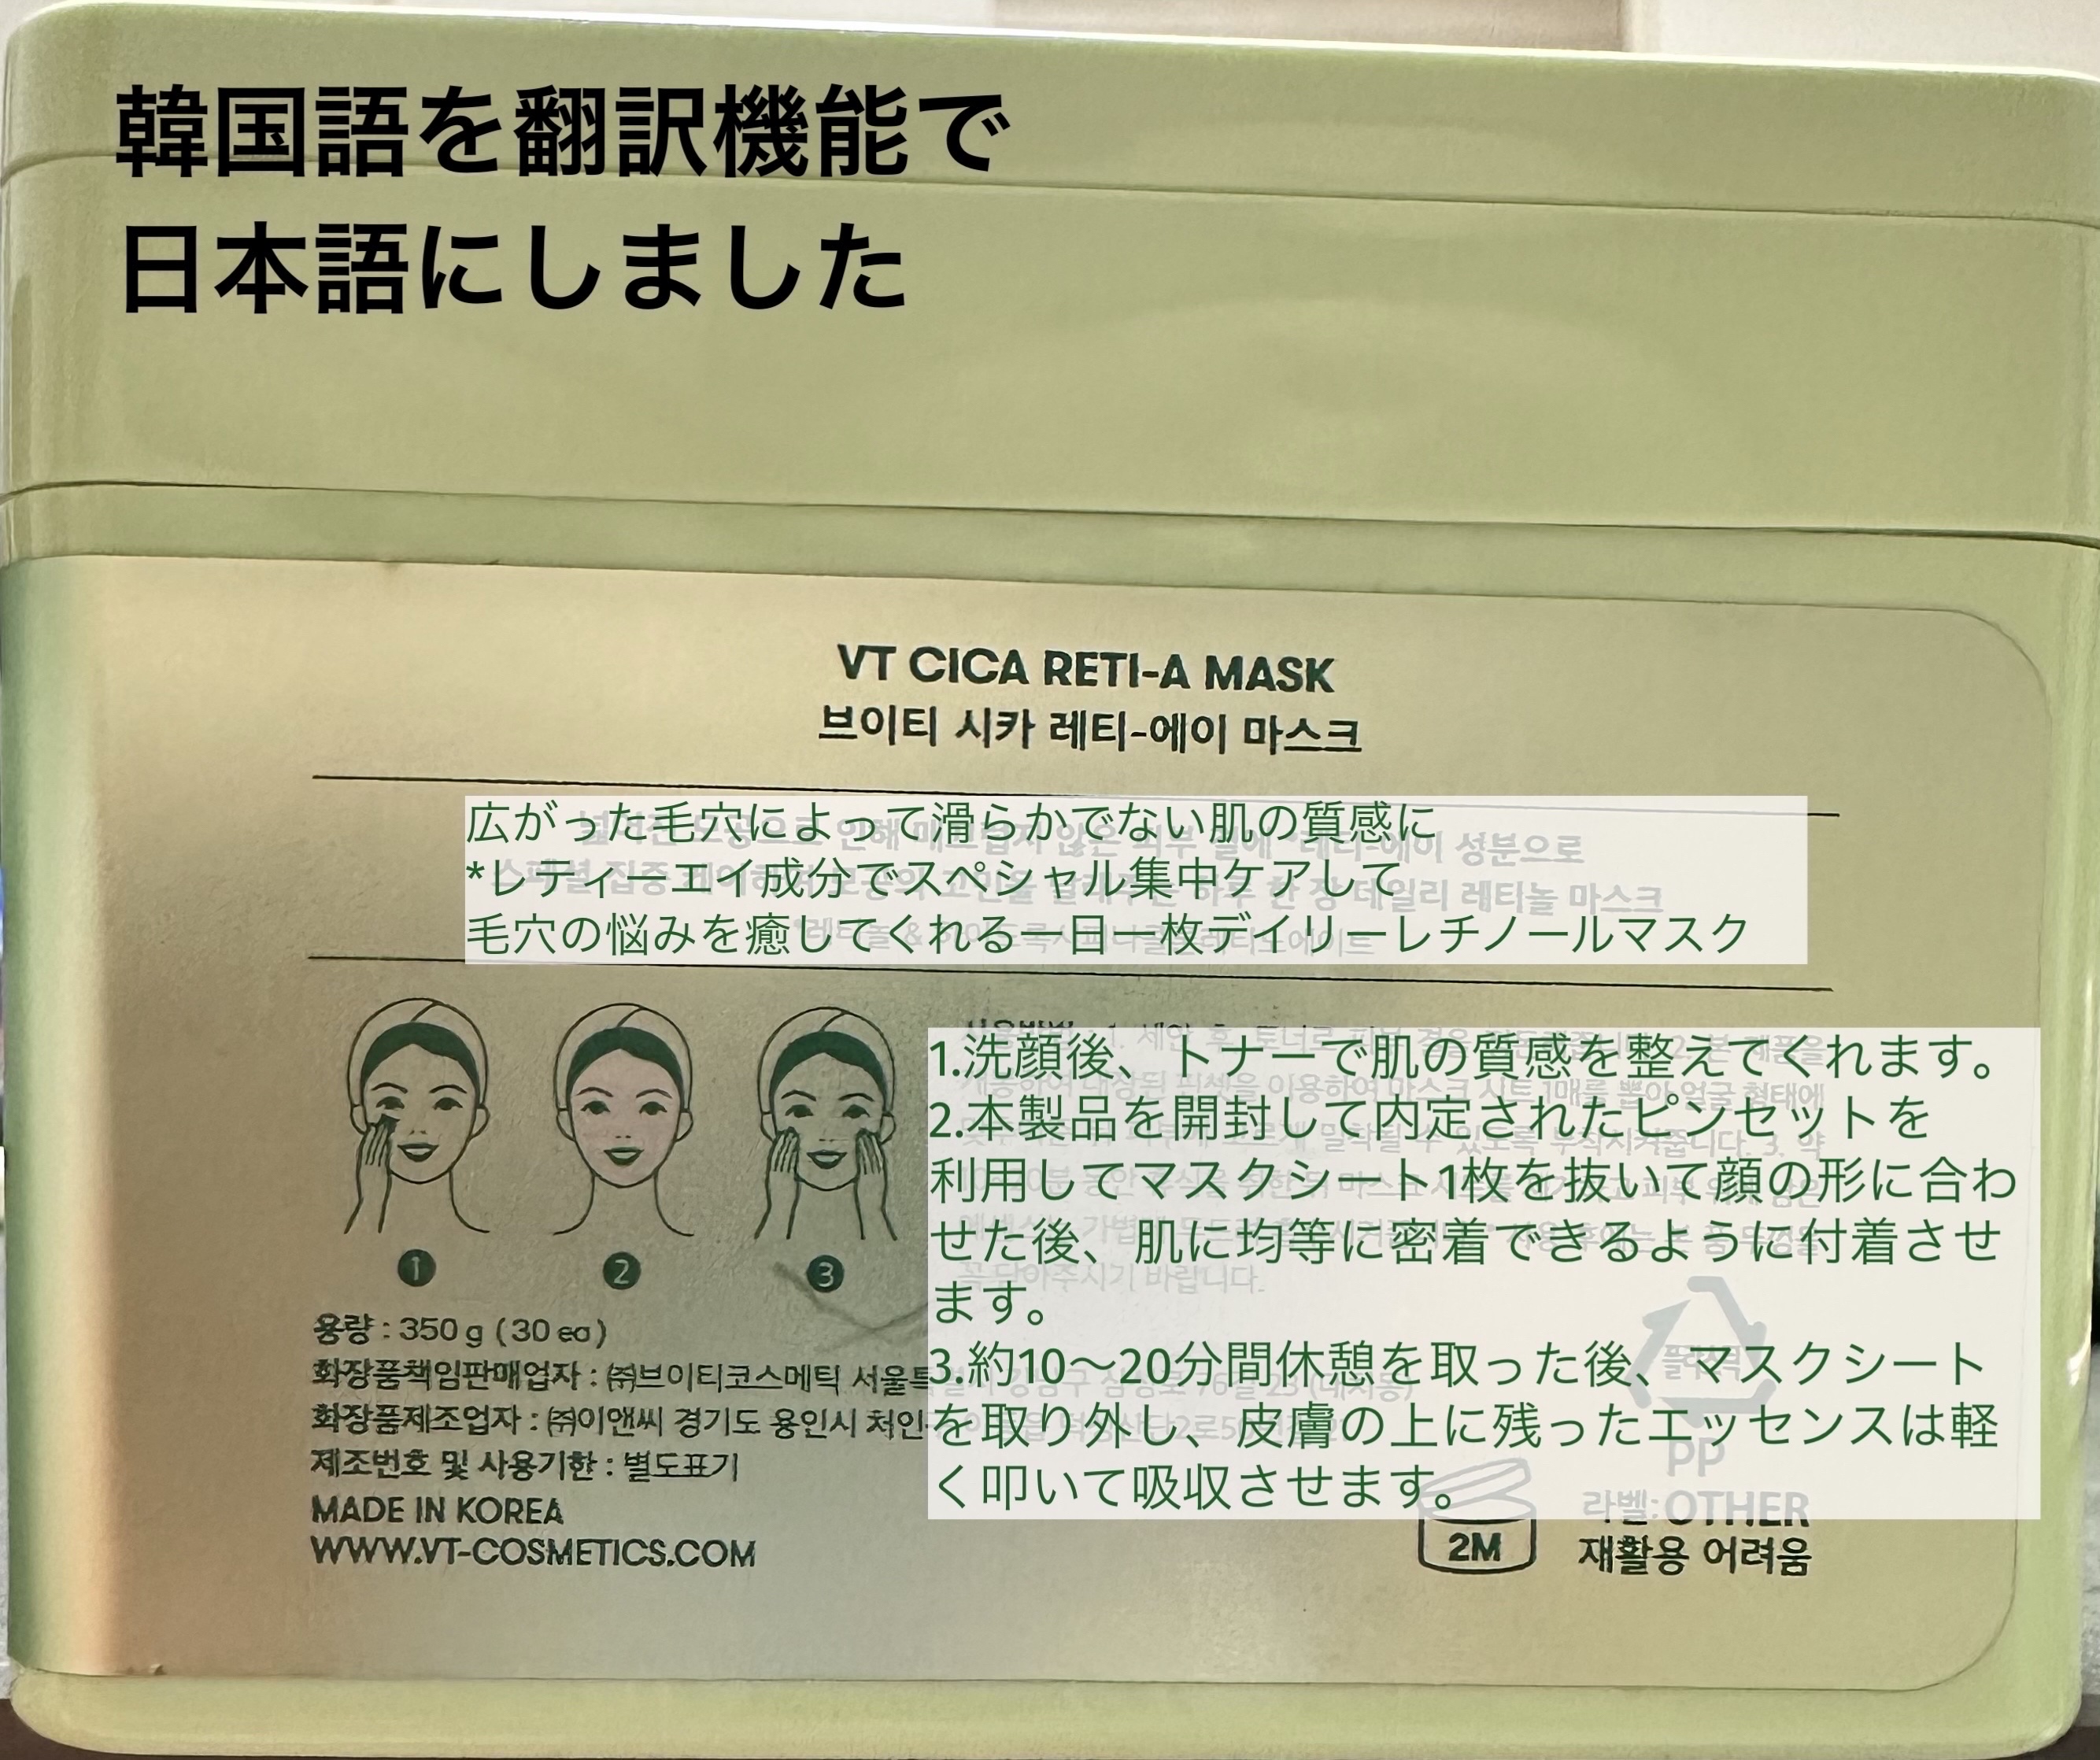 韓国語を翻訳機能で
日本語にしました
VT CICA RETI-A MASK
브이티 시카 레티-에이 마스크
広がった毛穴によって滑らかでない肌の質感に
*レティーエイ成分でスペシャル集中ケアして
毛穴の悩みを癒してくれる一日一枚デイリーレチノールマスク
1.洗顔後、トナーで肌の質感を整えてくれます。
2.本製品を開封して内定されたピンセットを
利用してマスクシート1枚を抜いて顔の形に合わ
せた後、肌に均等に密着できるように付着させ
ます。
3.約10〜20分間休憩を取った後、マスクシート
を取り外し、皮膚の上に残ったエッセンスは軽
く叩いて吸収させます。
1 2 3
용량 : 350 g ( 30 ea )
화장품책임판매업자 : ㈜브이티코스메틱 서울특
화장품제조업자 : ㈜이앤씨 경기도 용인시 처인
제조번호 및 사용기한 : 별도표기
MADE IN KOREA
WWW.VT-COSMETICS.COM
플라스틱
PP
라벨: OTHER
재활용 어려움
2M